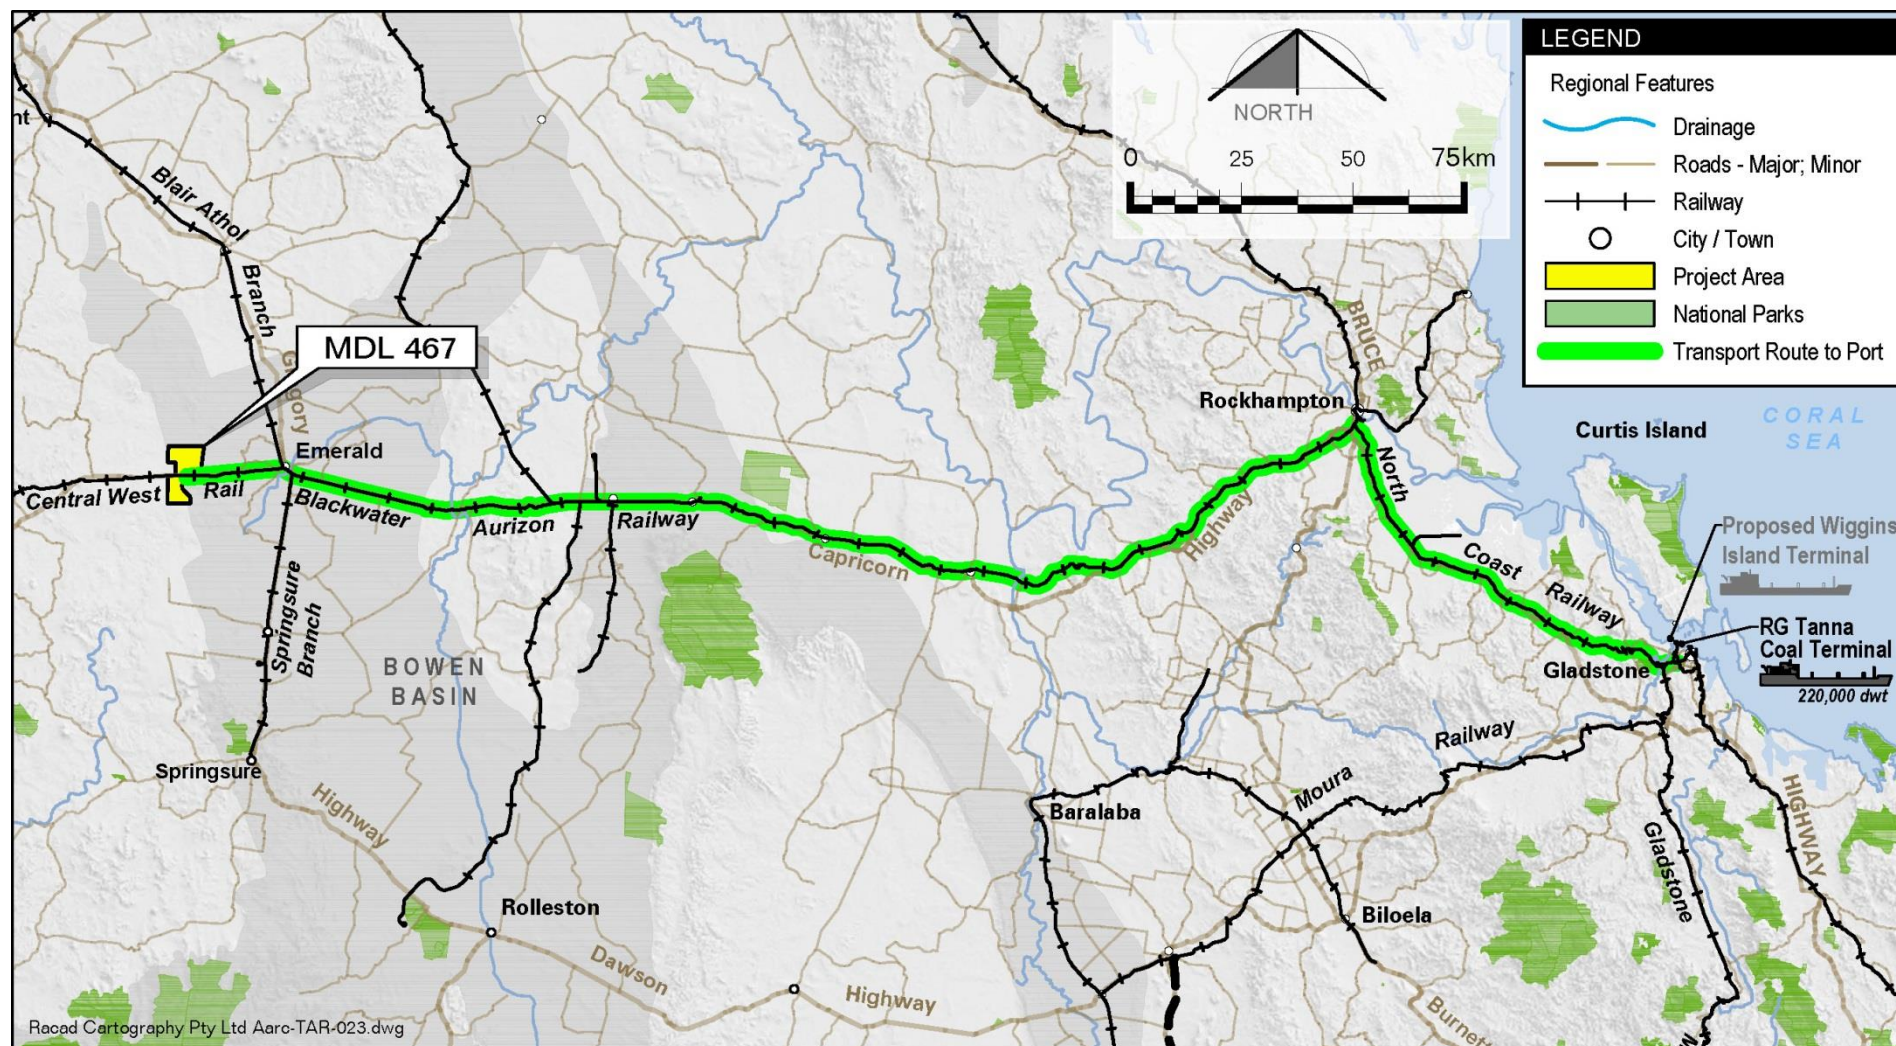 LEGEND
Regional Features
Drainage
Roads - Major; Minor
Railway
City / Town
Project Area
National Parks
Transport Route to Port
NORTH
0 25 50 75km
nt
Blair Athol
Branch
Gregory
MDL 467
Emerald
Central West
Rail
Blackwater
Aurizon
Railway
Capricorn
Highway
Rockhampton
BRUCE
North
Coast
Railway
Curtis Island
CORAL
SEA
Proposed Wiggins
Island Terminal
RG Tanna
Coal Terminal
220,000 dwt
Gladstone
Springsure
Branch
BOWEN
BASIN
Springsure
Highway
Rolleston
Dawson
Highway
Baralaba
Moura
Railway
Biloela
Burnett
Gladstone
HIGHWAY
M
Racad Cartography Pty Ltd Aarc-TAR-023.dwg